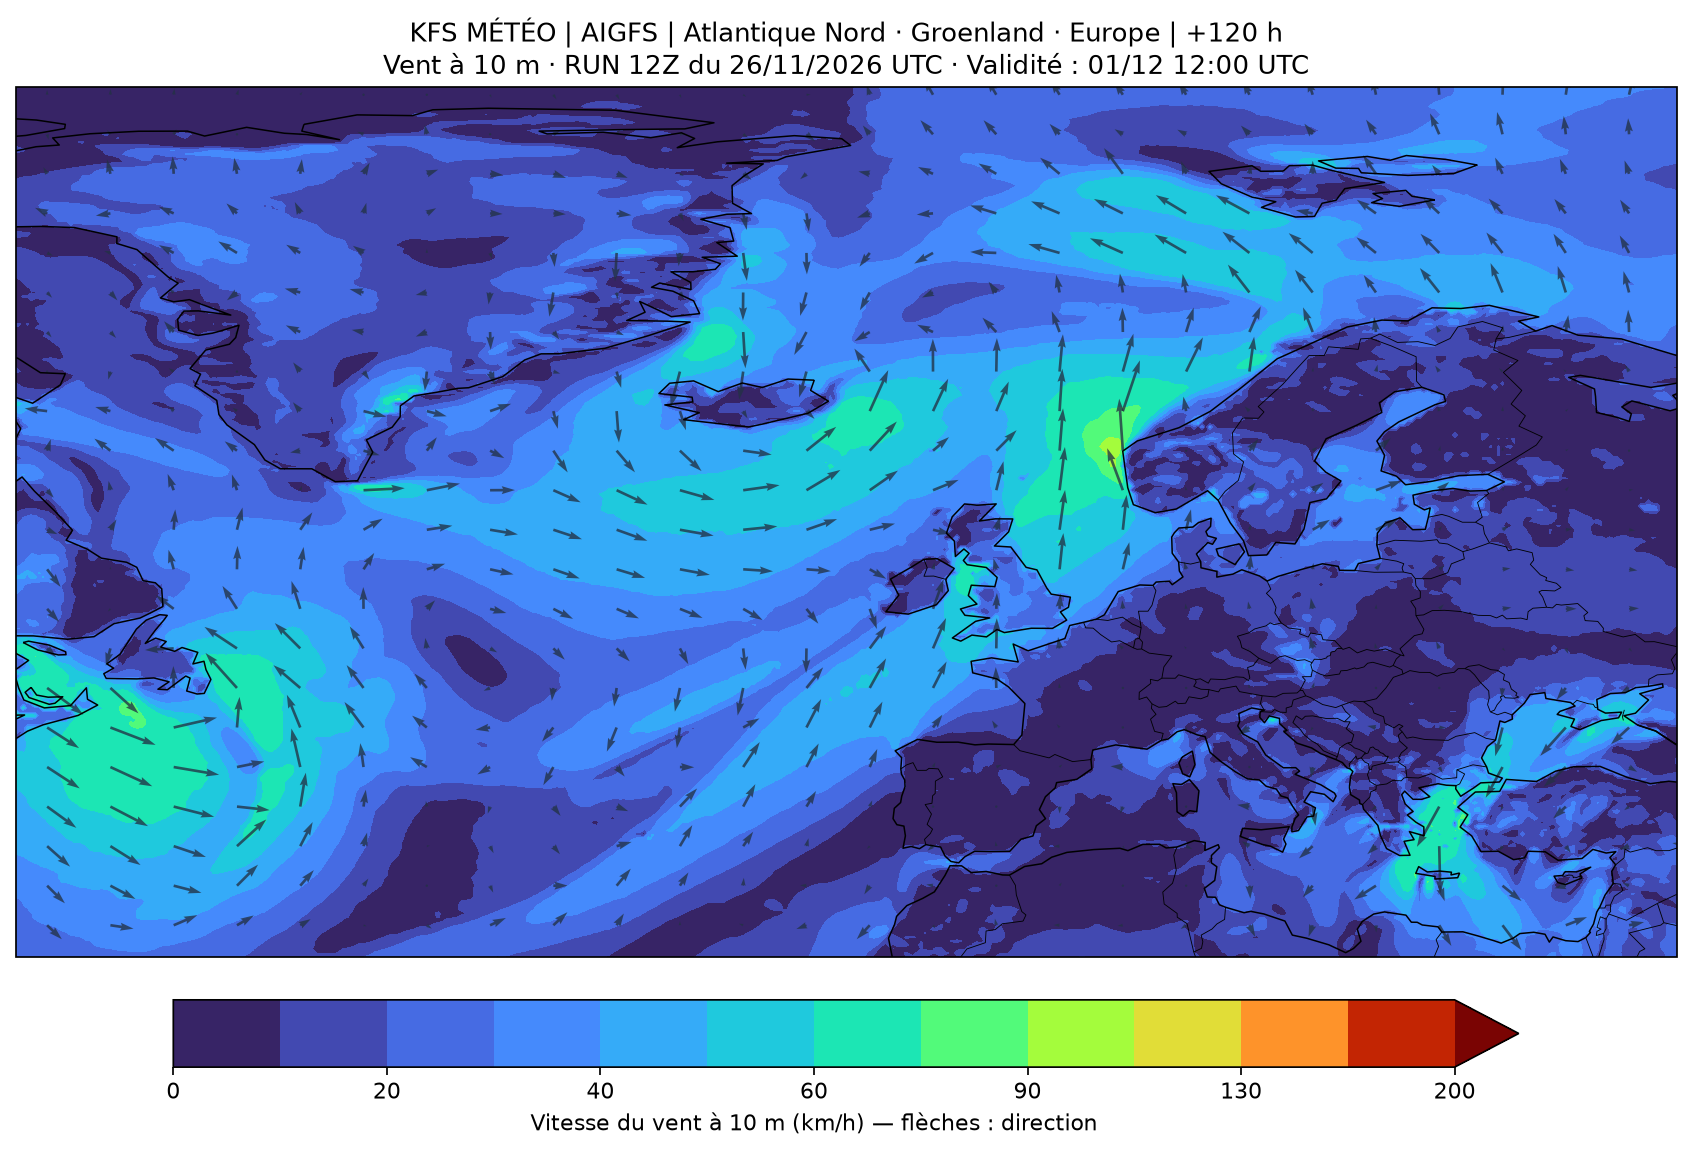 KFS MÉTÉO | AIGFS | Atlantique Nord · Groenland · Europe | +120 h
Vent à 10 m · RUN 12Z du 26/11/2026 UTC · Validité : 01/12 12:00 UTC
0 20 40 60 90 130 200
Vitesse du vent à 10 m (km/h) — flèches : direction